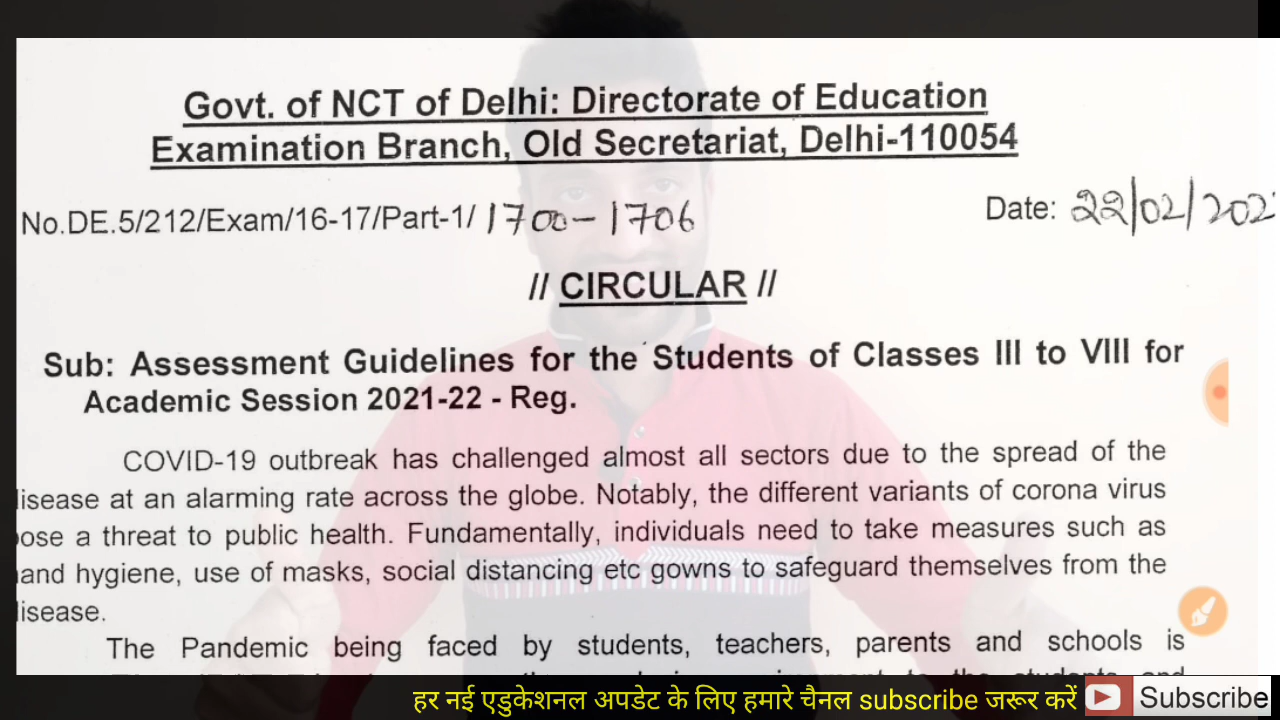 Govt. of NCT of Delhi: Directorate of Education
Examination Branch, Old Secretariat, Delhi-110054
No.DE.5/212/Exam/16-17/Part-1/ 1700-1706 Date: 22/02/202
// CIRCULAR //
Sub: Assessment Guidelines for the Students of Classes III to VIII for
Academic Session 2021-22 - Reg.
COVID-19 outbreak has challenged almost all sectors due to the spread of the
isease at an alarming rate across the globe. Notably, the different variants of corona virus
ose a threat to public health. Fundamentally, individuals need to take measures such as
and hygiene, use of masks, social distancing etc gowns to safeguard themselves from the
isease.
The Pandemic being faced by students, teachers, parents and schools is
हर नई एडुकेशनल अपडेट के लिए हमारे चैनल subscribe जरूर करें Subscribe